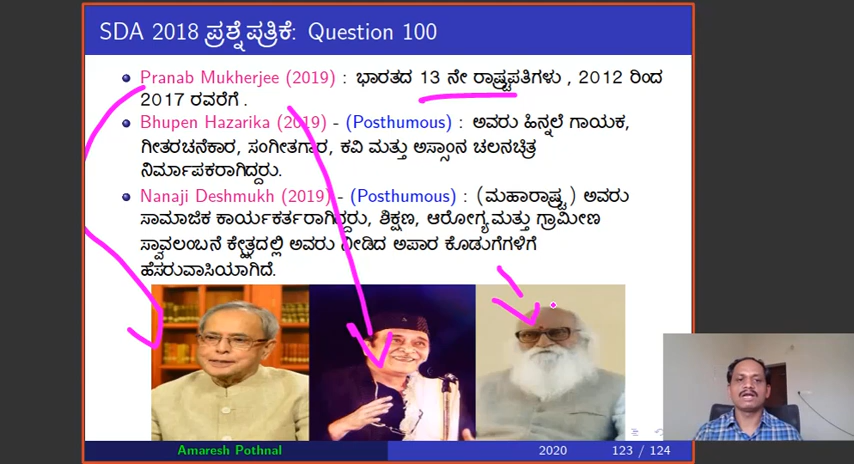 SDA 2018 ಪ್ರಶ್ನೆಪತ್ರಿಕೆ: Question 100
Pranab Mukherjee (2019) : ಭಾರತದ 13 ನೇ ರಾಷ್ಟ್ರಪತಿಗಳು , 2012 ರಿಂದ
2017 ರವರೆಗೆ .
Bhupen Hazarika (2019) - (Posthumous) : ಅವರು ಹಿನ್ನಲೆ ಗಾಯಕ,
ಗೀತರಚನೆಕಾರ, ಸಂಗೀತಗಾರ, ಕವಿ ಮತ್ತು ಅಸ್ಸಾಂನ ಚಲನಚಿತ್ರ
ನಿರ್ಮಾಪಕರಾಗಿದ್ದರು.
Nanaji Deshmukh (2019) - (Posthumous) : (ಮಹಾರಾಷ್ಟ್ರ ) ಅವರು
ಸಾಮಾಜಿಕ ಕಾರ್ಯಕರ್ತರಾಗಿದ್ದರು, ಶಿಕ್ಷಣ, ಆರೋಗ್ಯ ಮತ್ತು ಗ್ರಾಮೀಣ
ಸ್ವಾವಲಂಬನೆ ಕ್ಷೇತ್ರದಲ್ಲಿ ಅವರು ನೀಡಿದ ಅಪಾರ ಕೊಡುಗೆಗಳಿಗೆ
ಹೆಸರುವಾಸಿಯಾಗಿದೆ.
Amaresh Pothnal 2020 123 / 124